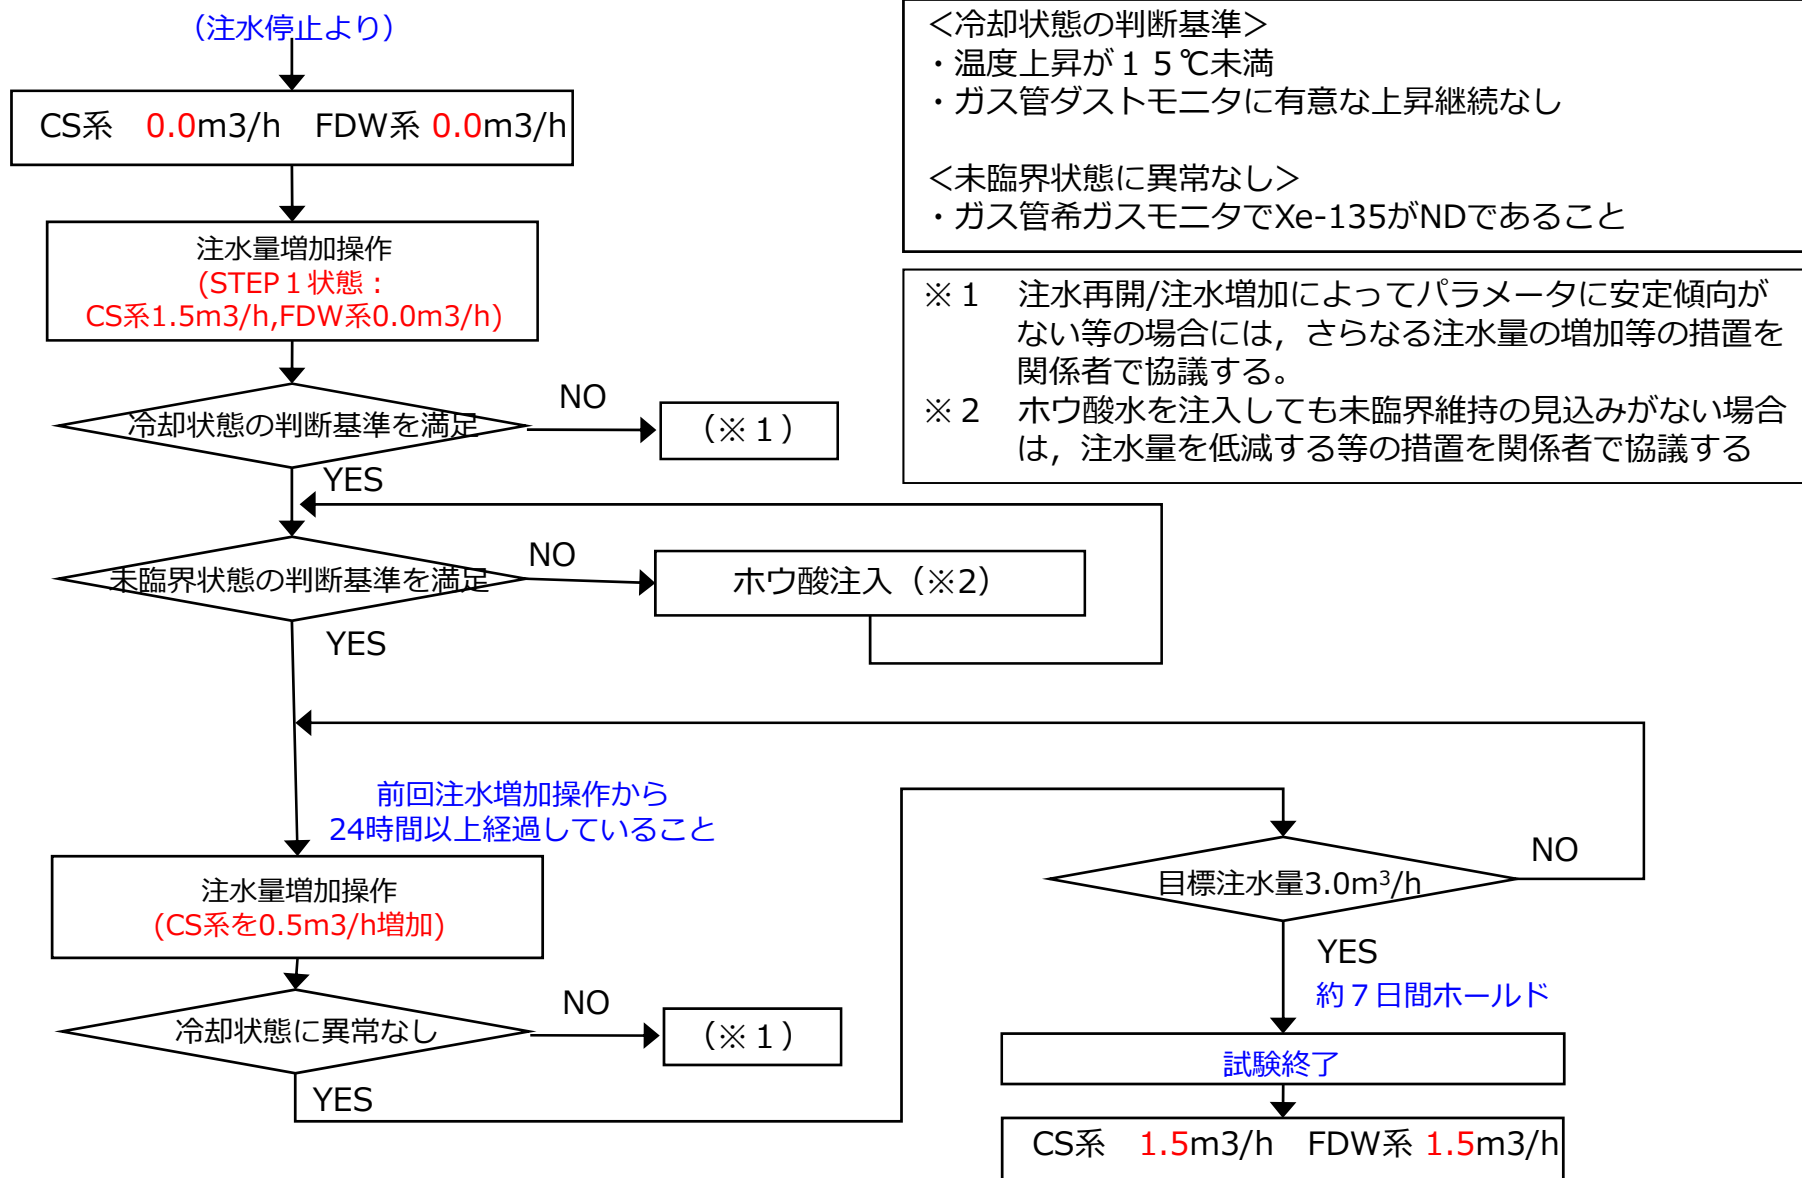 (注水停止より)
CS系　0.0m3/h　FDW系 0.0m3/h
注水量増加操作
(STEP１状態：
CS系1.5m3/h,FDW系0.0m3/h)
冷却状態の判断基準を満足
NO
（※１）
YES
未臨界状態の判断基準を満足
NO
ホウ酸注入（※2）
YES
前回注水増加操作から
24時間以上経過していること
注水量増加操作
(CS系を0.5m3/h増加)
冷却状態に異常なし
NO
（※１）
YES
＜冷却状態の判断基準＞
・温度上昇が１５℃未満
・ガス管ダストモニタに有意な上昇継続なし
＜未臨界状態に異常なし＞
・ガス管希ガスモニタでXe-135がNDであること
※１　注水再開/注水増加によってパラメータに安定傾向が
ない等の場合には，さらなる注水量の増加等の措置を
関係者で協議する。
※２　ホウ酸水を注入しても未臨界維持の見込みがない場合
は，注水量を低減する等の措置を関係者で協議する
目標注水量3.0m³/h
NO
YES
約７日間ホールド
試験終了
CS系　1.5m3/h　FDW系 1.5m3/h